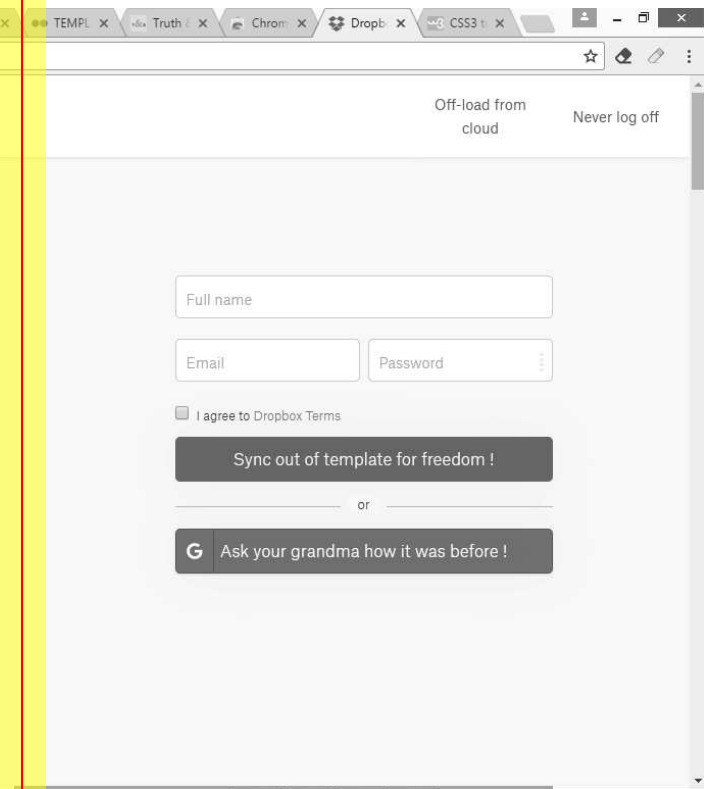 TEMPL
Truth &
Chrom
Dropb
CSS3 t
Off-load from
cloud
Never log off
Full name
Email
Password
I agree to Dropbox Terms
Sync out of template for freedom !
or
G Ask your grandma how it was before !